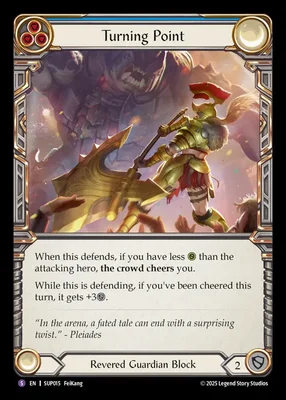 Turning Point
When this defends, if you have less than the
attacking hero, the crowd cheers you.
While this is defending, if you've been cheered this
turn, it gets +3.
"In the arena, a fated tale can end with a surprising
twist." - Pleiades
Revered Guardian Block
2
S EN | SUP015 FeiKang
© 2025 Legend Story Studios